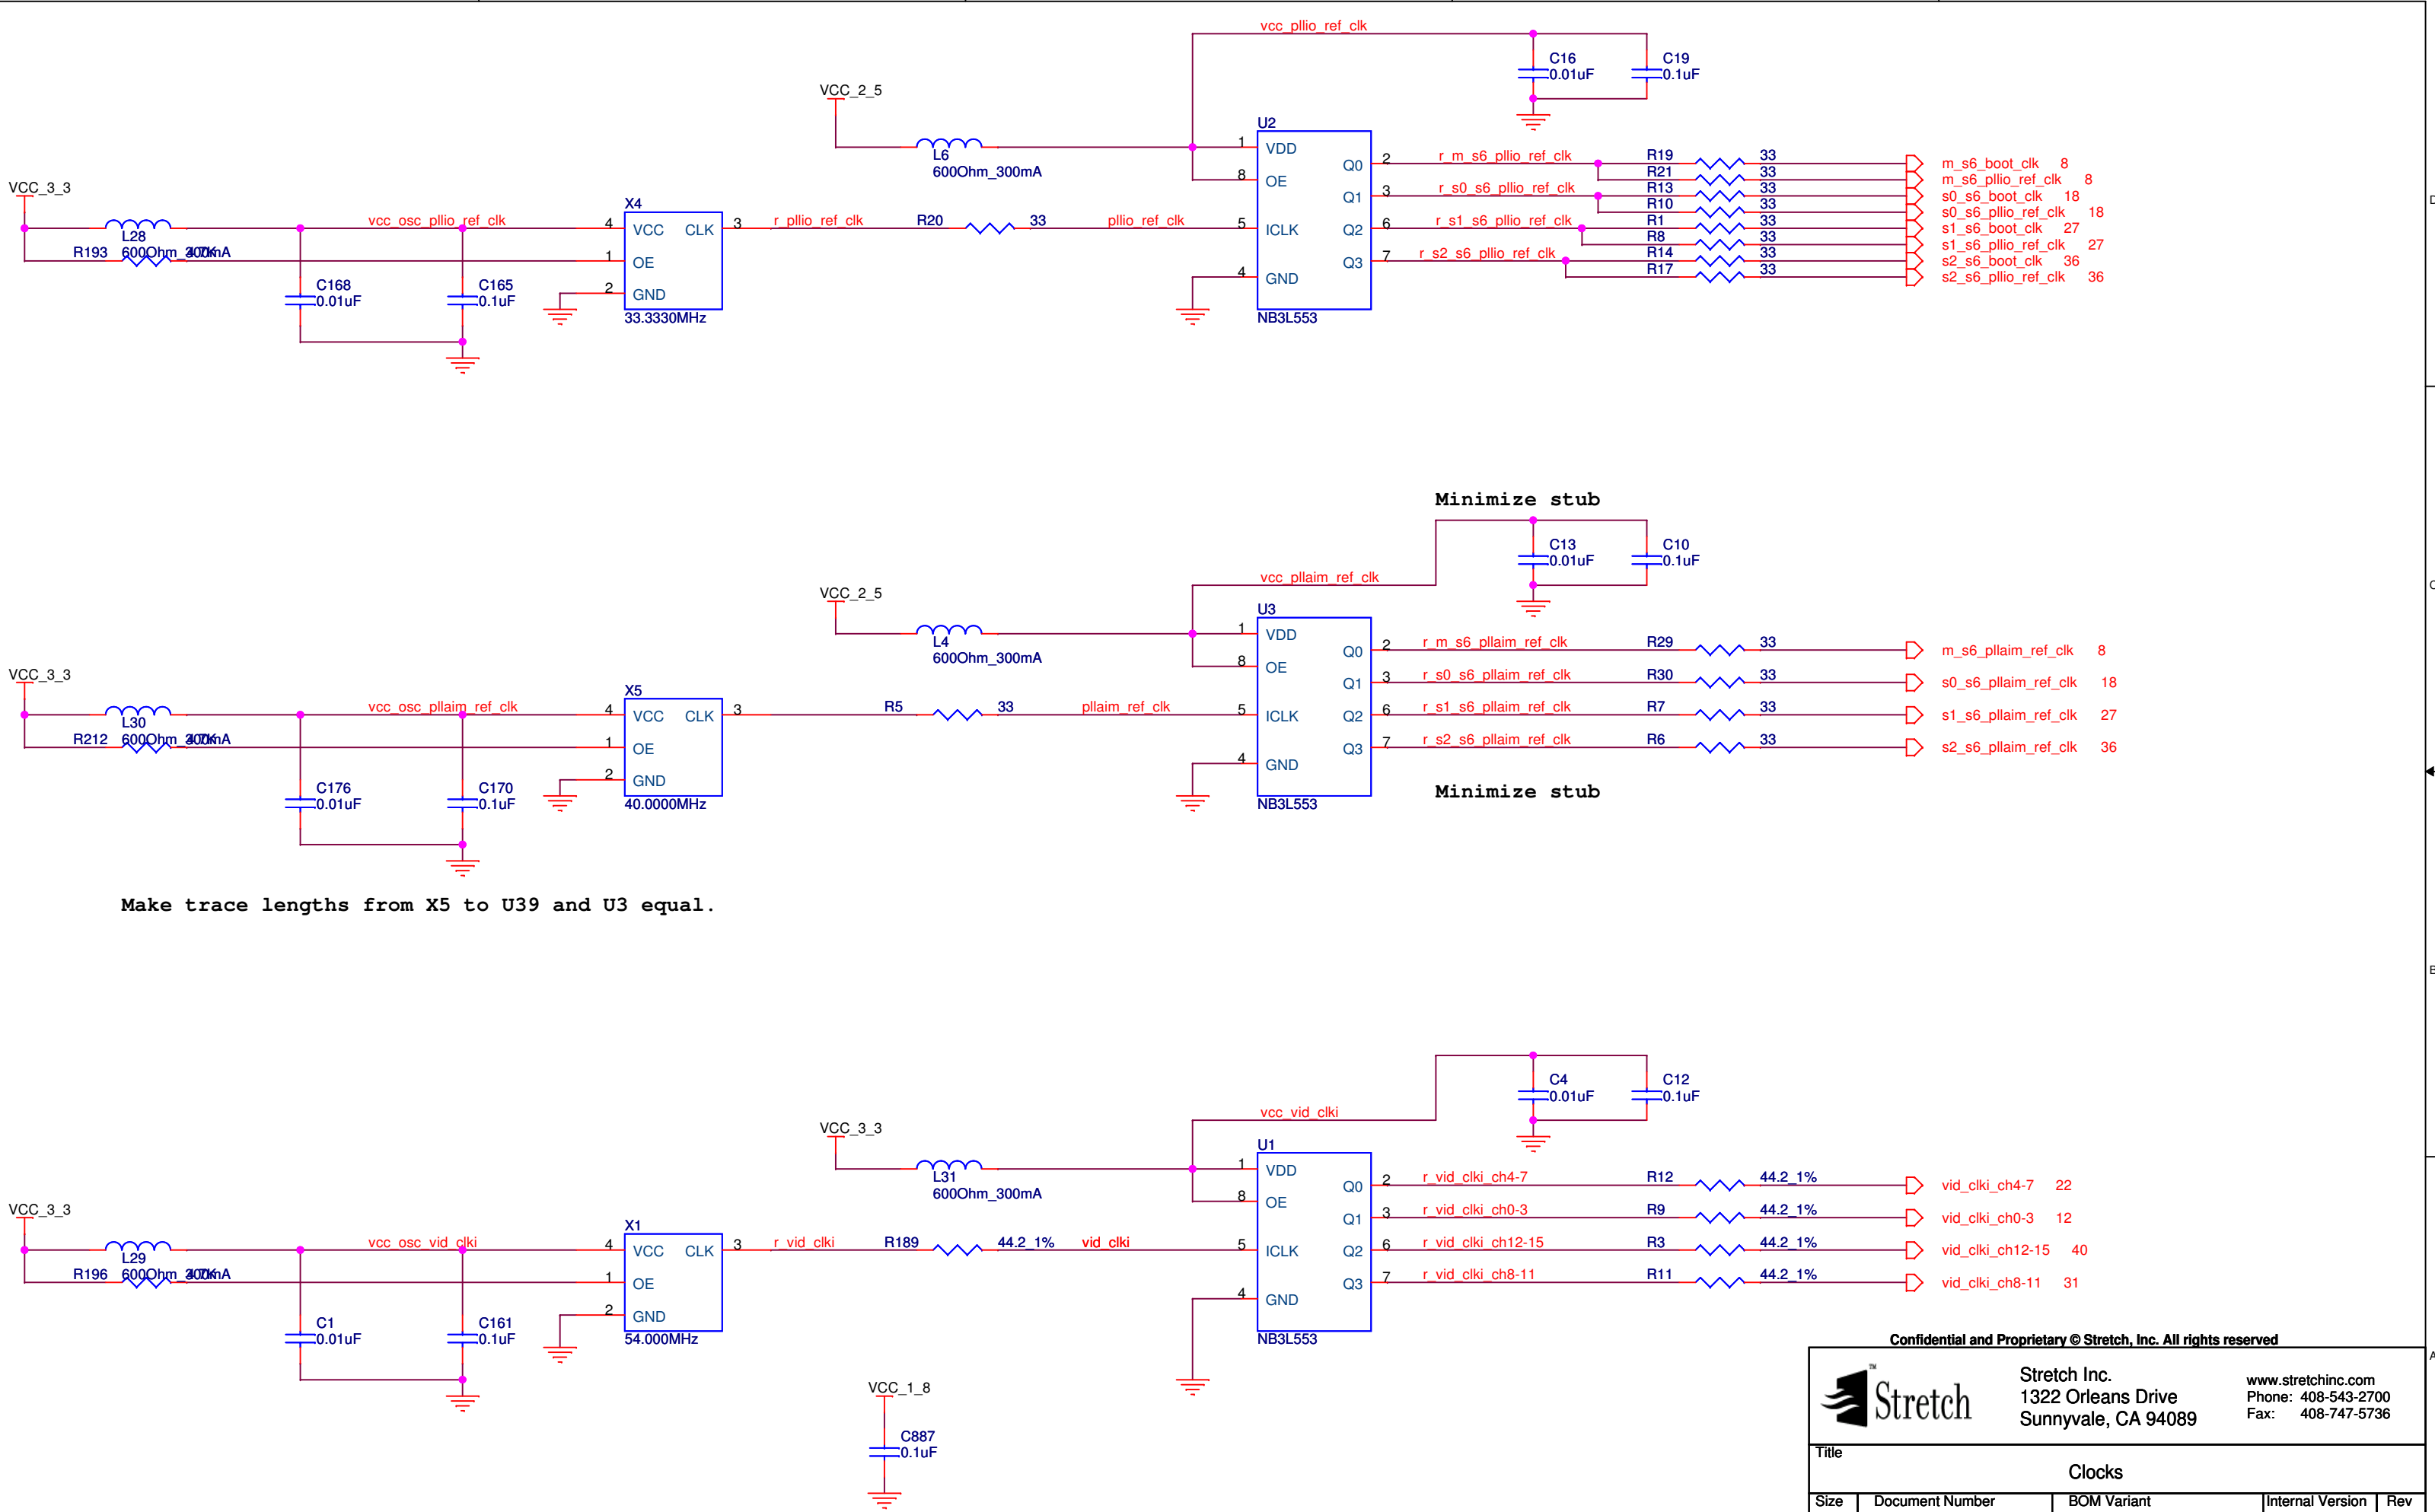 vcc_pllio_ref_clk
C16
0.01uF
C19
0.1uF
VCC_2_5
L6
600Ohm_300mA
U2
1 VDD
8 OE
5 ICLK
4 GND
Q0 2
Q1 3
Q2 6
Q3 7
NB3L553
r_m_s6_pllio_ref_clk
r_s0_s6_pllio_ref_clk
r_s1_s6_pllio_ref_clk
r_s2_s6_pllio_ref_clk
R19 33 m_s6_boot_clk 8
R21 33 m_s6_pllio_ref_clk 8
R13 33 s0_s6_boot_clk 18
R10 33 s0_s6_pllio_ref_clk 18
R1 33 s1_s6_boot_clk 27
R8 33 s1_s6_pllio_ref_clk 27
R14 33 s2_s6_boot_clk 36
R17 33 s2_s6_pllio_ref_clk 36
VCC_3_3
L28
600Ohm_300mA
R193 4.7K
vcc_osc_pllio_ref_clk
C168
0.01uF
C165
0.1uF
X4
4 VCC CLK 3
1 OE
2 GND
33.3330MHz
r_pllio_ref_clk R20 33 pllio_ref_clk
Minimize stub
C13
0.01uF
C10
0.1uF
vcc_pllaim_ref_clk
VCC_2_5
L4
600Ohm_300mA
U3
1 VDD
8 OE
5 ICLK
4 GND
Q0 2
Q1 3
Q2 6
Q3 7
NB3L553
r_m_s6_pllaim_ref_clk R29 33 m_s6_pllaim_ref_clk 8
r_s0_s6_pllaim_ref_clk R30 33 s0_s6_pllaim_ref_clk 18
r_s1_s6_pllaim_ref_clk R7 33 s1_s6_pllaim_ref_clk 27
r_s2_s6_pllaim_ref_clk R6 33 s2_s6_pllaim_ref_clk 36
Minimize stub
VCC_3_3
L30
600Ohm_300mA
R212 4.7K
vcc_osc_pllaim_ref_clk
C176
0.01uF
C170
0.1uF
X5
4 VCC CLK 3
1 OE
2 GND
40.0000MHz
R5 33 pllaim_ref_clk
Make trace lengths from X5 to U39 and U3 equal.
C4
0.01uF
C12
0.1uF
vcc_vid_clki
VCC_3_3
L31
600Ohm_300mA
U1
1 VDD
8 OE
5 ICLK
4 GND
Q0 2
Q1 3
Q2 6
Q3 7
NB3L553
r_vid_clki_ch4-7 R12 44.2_1% vid_clki_ch4-7 22
r_vid_clki_ch0-3 R9 44.2_1% vid_clki_ch0-3 12
r_vid_clki_ch12-15 R3 44.2_1% vid_clki_ch12-15 40
r_vid_clki_ch8-11 R11 44.2_1% vid_clki_ch8-11 31
VCC_3_3
L29
600Ohm_300mA
R196 4.7K
vcc_osc_vid_clki
C1
0.01uF
C161
0.1uF
X1
4 VCC CLK 3
1 OE
2 GND
54.000MHz
r_vid_clki R189 44.2_1% vid_clki
VCC_1_8
C887
0.1uF
D
C
B
A
Confidential and Proprietary © Stretch, Inc. All rights reserved
Stretch™
Stretch Inc.
1322 Orleans Drive
Sunnyvale, CA 94089
www.stretchinc.com
Phone: 408-543-2700
Fax: 408-747-5736
Title
Clocks
Size Document Number BOM Variant Internal Version Rev